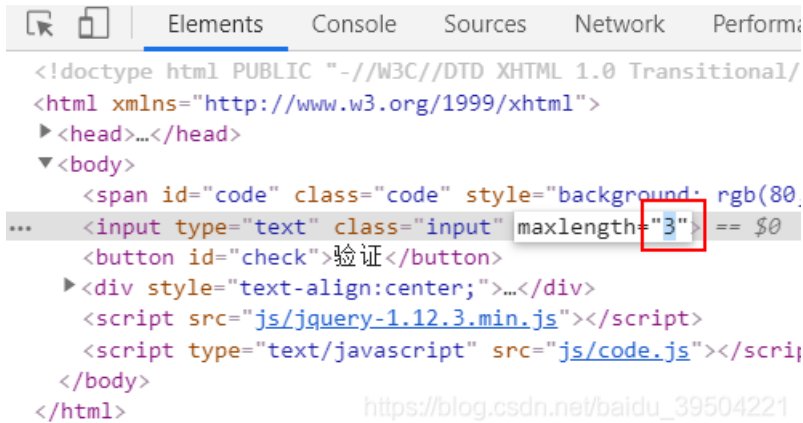 Elements Console Sources Network Performa
<!doctype html PUBLIC "-//W3C//DTD XHTML 1.0 Transitional/
<html xmlns="http://www.w3.org/1999/xhtml">
▶<head>…</head>
▼<body>
<span id="code" class="code" style="background: rgb(80,
••• <input type="text" class="input" maxlength="3"> == $0
<button id="check">验证</button>
▶<div style="text-align:center;">…</div>
<script src="js/jquery-1.12.3.min.js"></script>
<script type="text/javascript" src="js/code.js"></scrip
</body>
</html>
https://blog.csdn.net/baidu_39504221